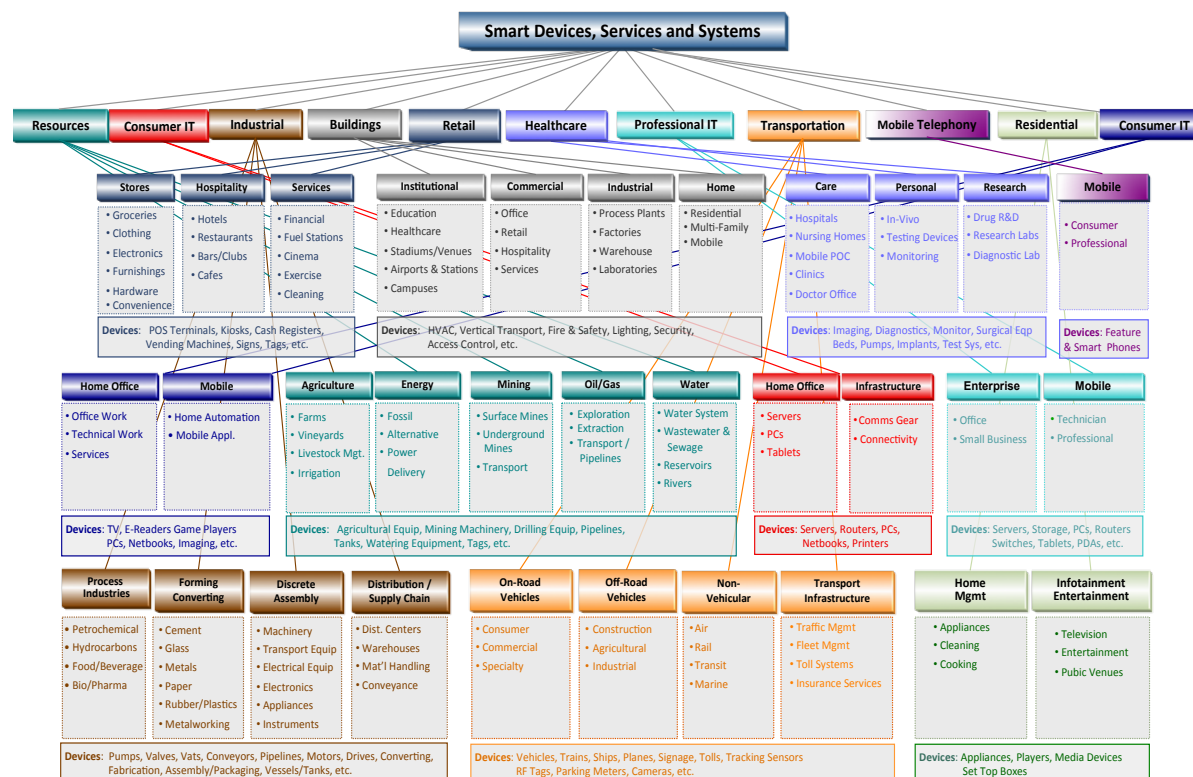 Smart Devices, Services and Systems
Resources
Consumer IT
Industrial
Buildings
Retail
Healthcare
Professional IT
Transportation
Mobile Telephony
Residential
Consumer IT
Stores
• Groceries
• Clothing
• Electronics
• Furnishings
• Hardware
• Convenience
Hospitality
• Hotels
• Restaurants
• Bars/Clubs
• Cafes
Services
• Financial
• Fuel Stations
• Cinema
• Exercise
• Cleaning
Devices: POS Terminals, Kiosks, Cash Registers,
Vending Machines, Signs, Tags, etc.
Institutional
• Education
• Healthcare
• Stadiums/Venues
• Airports & Stations
• Campuses
Commercial
• Office
• Retail
• Hospitality
• Services
Industrial
• Process Plants
• Factories
• Warehouse
• Laboratories
Home
• Residential
• Multi-Family
• Mobile
Devices: HVAC, Vertical Transport, Fire & Safety, Lighting, Security,
Access Control, etc.
Care
• Hospitals
• Nursing Homes
• Mobile POC
• Clinics
• Doctor Office
Personal
• In-Vivo
• Testing Devices
• Monitoring
Research
• Drug R&D
• Research Labs
• Diagnostic Lab
Devices: Imaging, Diagnostics, Monitor, Surgical Eqp
Beds, Pumps, Implants, Test Sys, etc.
Mobile
• Consumer
• Professional
Devices: Feature
& Smart Phones
Home Office
• Office Work
• Technical Work
• Services
Mobile
• Home Automation
• Mobile Appl.
Devices: TV, E-Readers Game Players
PCs, Netbooks, Imaging, etc.
Agriculture
• Farms
• Vineyards
• Livestock Mgt.
• Irrigation
Energy
• Fossil
• Alternative
• Power
Delivery
Mining
• Surface Mines
• Underground
Mines
• Transport
Oil/Gas
• Exploration
• Extraction
• Transport /
Pipelines
Water
• Water System
• Wastewater &
Sewage
• Reservoirs
• Rivers
Devices: Agricultural Equip, Mining Machinery, Drilling Equip, Pipelines,
Tanks, Watering Equipment, Tags, etc.
Home Office
• Servers
• PCs
• Tablets
Infrastructure
• Comms Gear
• Connectivity
Devices: Servers, Routers, PCs,
Netbooks, Printers
Enterprise
• Office
• Small Business
Mobile
• Technician
• Professional
Devices: Servers, Storage, PCs, Routers
Switches, Tablets, PDAs, etc.
Process
Industries
• Petrochemical
• Hydrocarbons
• Food/Beverage
• Bio/Pharma
Forming
Converting
• Cement
• Glass
• Metals
• Paper
• Rubber/Plastics
• Metalworking
Discrete
Assembly
• Machinery
• Transport Equip
• Electrical Equip
• Electronics
• Appliances
• Instruments
Distribution /
Supply Chain
• Dist. Centers
• Warehouses
• Mat'l Handling
• Conveyance
Devices: Pumps, Valves, Vats, Conveyors, Pipelines, Motors, Drives, Converting,
Fabrication, Assembly/Packaging, Vessels/Tanks, etc.
On-Road
Vehicles
• Consumer
• Commercial
• Specialty
Off-Road
Vehicles
• Construction
• Agricultural
• Industrial
Non-
Vehicular
• Air
• Rail
• Transit
• Marine
Transport
Infrastructure
• Traffic Mgmt
• Fleet Mgmt
• Toll Systems
• Insurance Services
Devices: Vehicles, Trains, Ships, Planes, Signage, Tolls, Tracking Sensors
RF Tags, Parking Meters, Cameras, etc.
Home
Mgmt
• Appliances
• Cleaning
• Cooking
Infotainment
Entertainment
• Television
• Entertainment
• Pubic Venues
Devices: Appliances, Players, Media Devices
Set Top Boxes